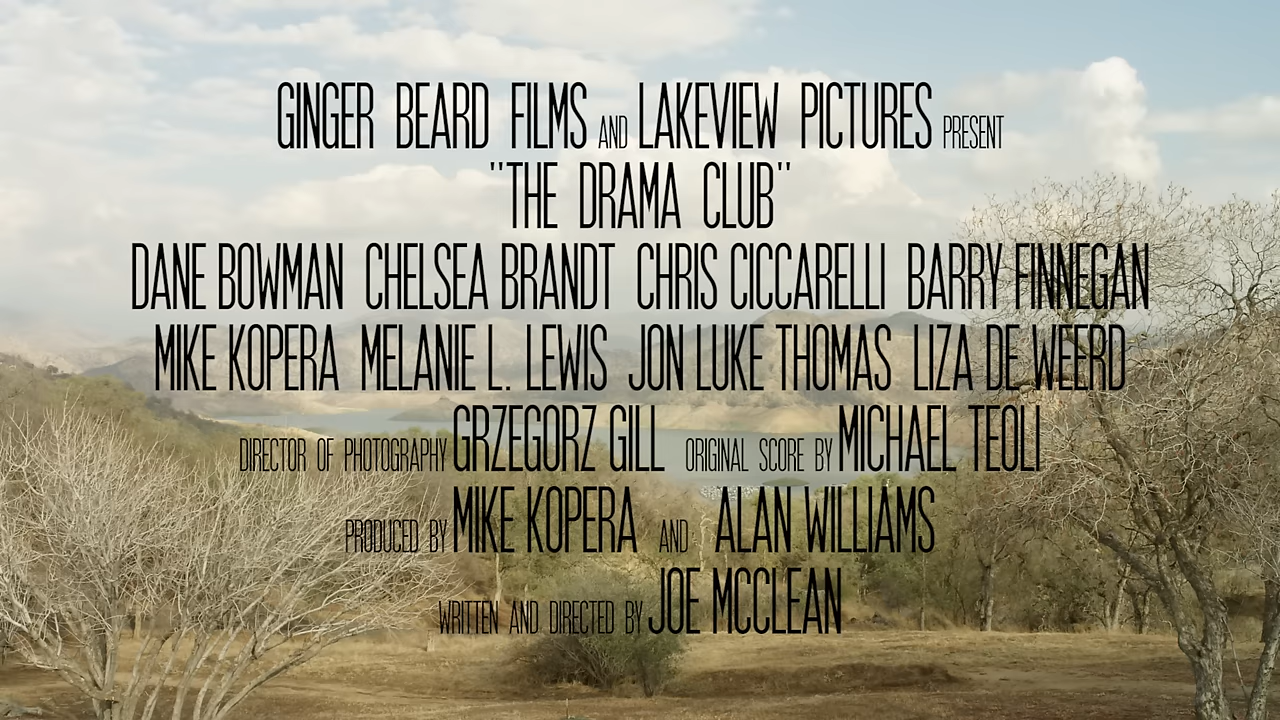 GINGER BEARD FILMS AND LAKEVIEW PICTURES PRESENT
"THE DRAMA CLUB"
DANE BOWMAN CHELSEA BRANDT CHRIS CICCARELLI BARRY FINNEGAN
MIKE KOPERA MELANIE L. LEWIS JON LUKE THOMAS LIZA DE WEERD
DIRECTOR OF PHOTOGRAPHY GRZEGORZ GILL ORIGINAL SCORE BY MICHAEL TEOLI
PRODUCED BY MIKE KOPERA AND ALAN WILLIAMS
WRITTEN AND DIRECTED BY JOE MCCLEAN